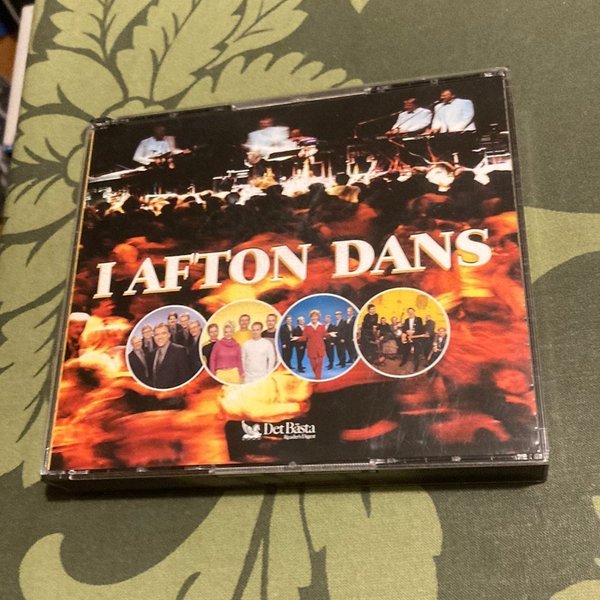 I AFTON DANS
Det Bästa
Reader's Digest